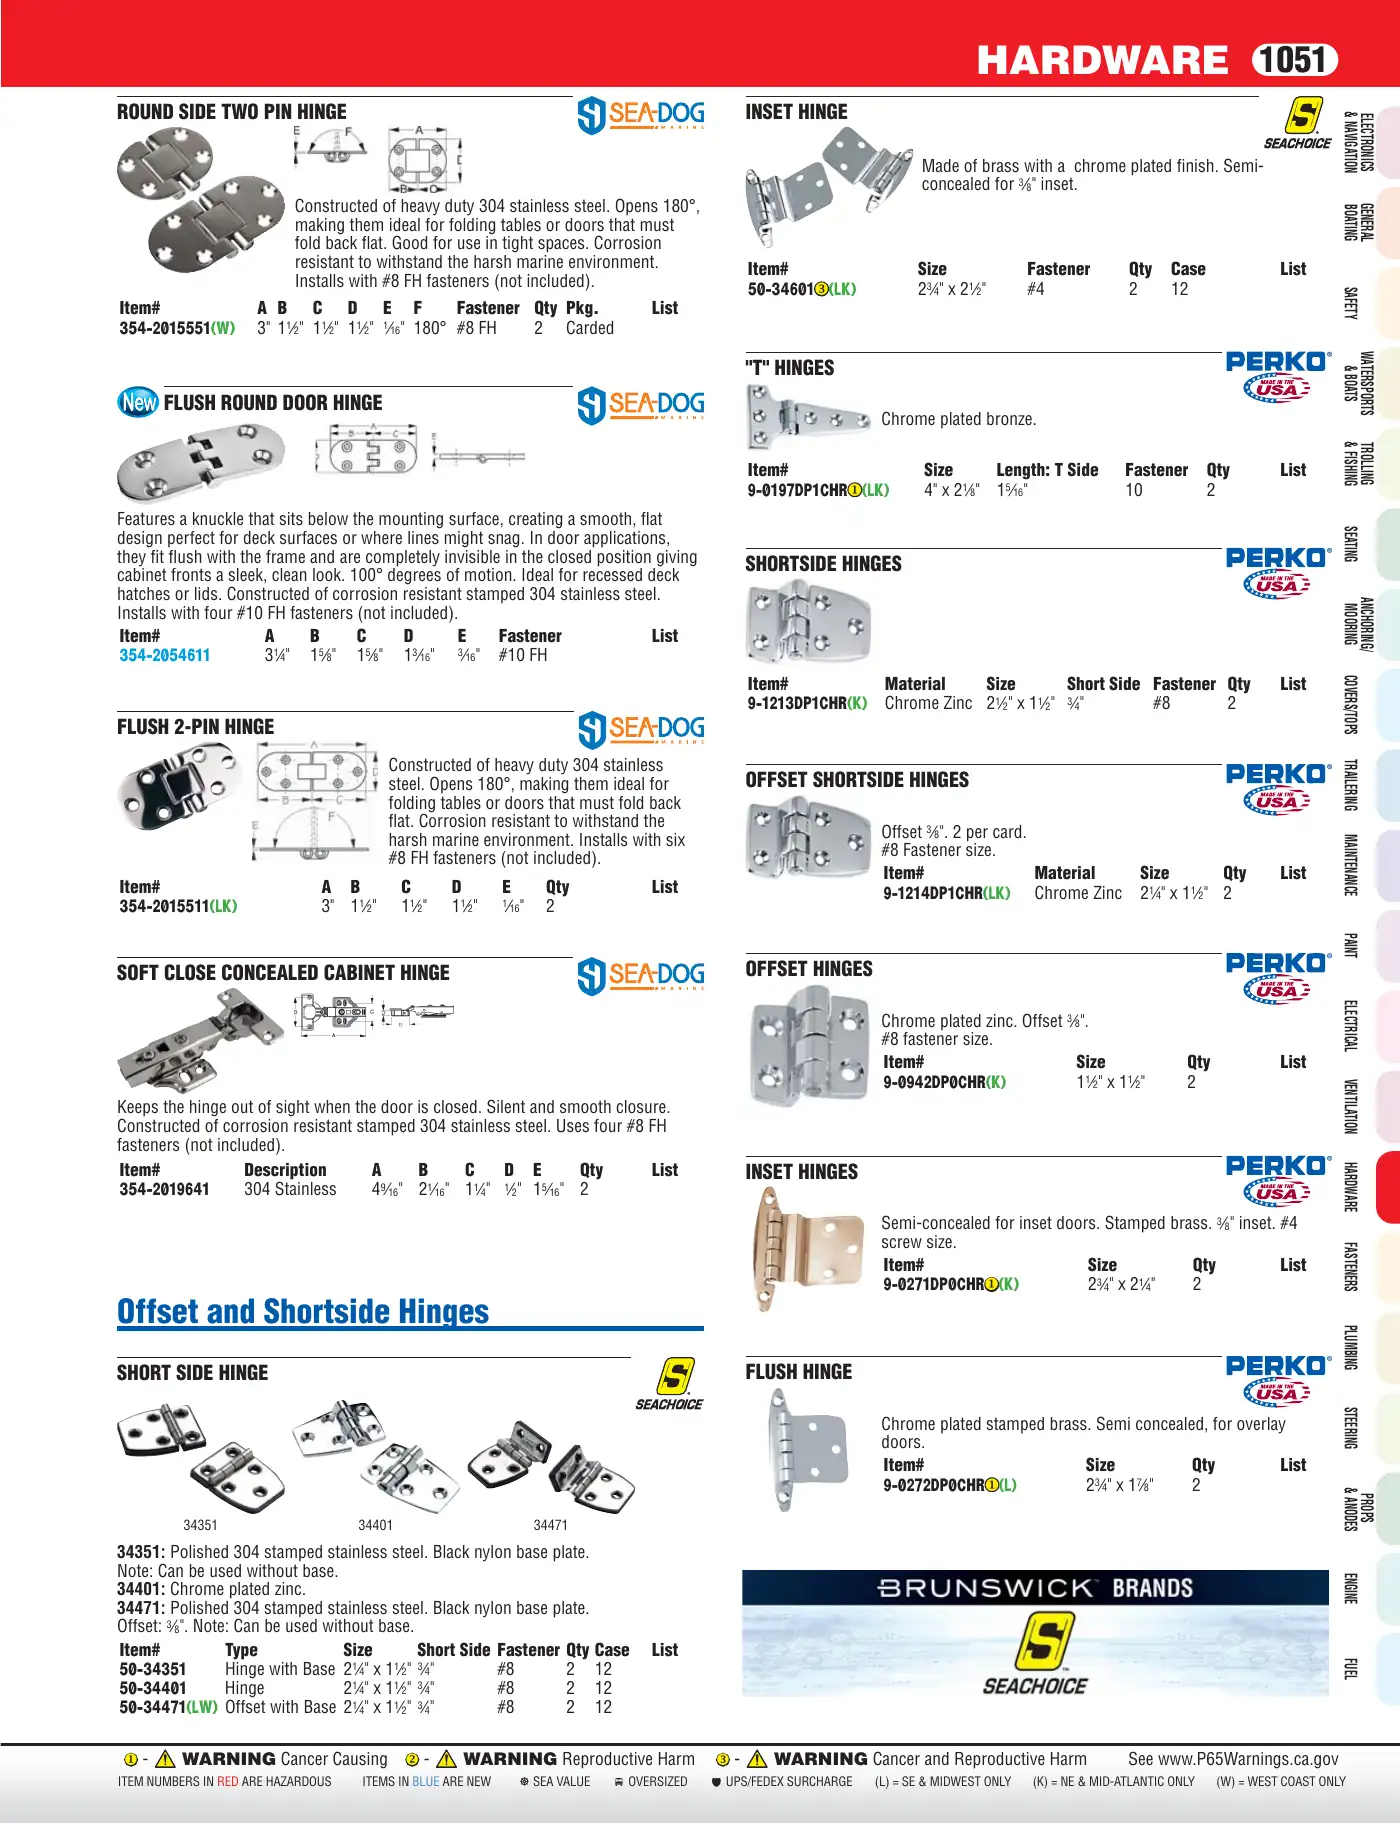 HARDWARE 1051
ROUND SIDE TWO PIN HINGE
SEA-DOG
MARINE
E F A D B C
Constructed of heavy duty 304 stainless steel. Opens 180°,
making them ideal for folding tables or doors that must
fold back flat. Good for use in tight spaces. Corrosion
resistant to withstand the harsh marine environment.
Installs with #8 FH fasteners (not included).
Item# A B C D E F Fastener Qty Pkg. List
354-2015551(W) 3" 1½" 1½" 1½" 1⁄16" 180° #8 FH 2 Carded
New FLUSH ROUND DOOR HINGE
SEA-DOG
MARINE
A B C E
Features a knuckle that sits below the mounting surface, creating a smooth, flat
design perfect for deck surfaces or where lines might snag. In door applications,
they fit flush with the frame and are completely invisible in the closed position giving
cabinet fronts a sleek, clean look. 100° degrees of motion. Ideal for recessed deck
hatches or lids. Constructed of corrosion resistant stamped 304 stainless steel.
Installs with four #10 FH fasteners (not included).
Item# A B C D E Fastener List
354-2054611 3¼" 1⅝" 1⅝" 13⁄16" 3⁄16" #10 FH
FLUSH 2-PIN HINGE
SEA-DOG
MARINE
A D B C E F
Constructed of heavy duty 304 stainless
steel. Opens 180°, making them ideal for
folding tables or doors that must fold back
flat. Corrosion resistant to withstand the
harsh marine environment. Installs with six
#8 FH fasteners (not included).
Item# A B C D E Qty List
354-2015511(LK) 3" 1½" 1½" 1½" 1⁄16" 2
SOFT CLOSE CONCEALED CABINET HINGE
SEA-DOG
MARINE
A
Keeps the hinge out of sight when the door is closed. Silent and smooth closure.
Constructed of corrosion resistant stamped 304 stainless steel. Uses four #8 FH
fasteners (not included).
Item# Description A B C D E Qty List
354-2019641 304 Stainless 49⁄16" 21⁄16" 1¼" ½" 15⁄16" 2
Offset and Shortside Hinges
SHORT SIDE HINGE
SEACHOICE
34351 34401 34471
34351: Polished 304 stamped stainless steel. Black nylon base plate.
Note: Can be used without base.
34401: Chrome plated zinc.
34471: Polished 304 stamped stainless steel. Black nylon base plate.
Offset: ⅜". Note: Can be used without base.
Item# Type Size Short Side Fastener Qty Case List
50-34351 Hinge with Base 2¼" x 1½" ¾" #8 2 12
50-34401 Hinge 2¼" x 1½" ¾" #8 2 12
50-34471(LW) Offset with Base 2¼" x 1½" ¾" #8 2 12
INSET HINGE
SEACHOICE
Made of brass with a chrome plated finish. Semi-
concealed for ⅜" inset.
Item# Size Fastener Qty Case List
50-34601③(LK) 2¾" x 2½" #4 2 12
"T" HINGES
PERKO®
MADE IN THE
USA
Chrome plated bronze.
Item# Size Length: T Side Fastener Qty List
9-0197DP1CHR①(LK) 4" x 2⅛" 15⁄16" 10 2
SHORTSIDE HINGES
PERKO®
MADE IN THE
USA
Item# Material Size Short Side Fastener Qty List
9-1213DP1CHR(K) Chrome Zinc 2½" x 1½" ¾" #8 2
OFFSET SHORTSIDE HINGES
PERKO®
MADE IN THE
USA
Offset ⅜". 2 per card.
#8 Fastener size.
Item# Material Size Qty List
9-1214DP1CHR(LK) Chrome Zinc 2¼" x 1½" 2
OFFSET HINGES
PERKO®
MADE IN THE
USA
Chrome plated zinc. Offset ⅜".
#8 fastener size.
Item# Size Qty List
9-0942DP0CHR(K) 1½" x 1½" 2
INSET HINGES
PERKO®
MADE IN THE
USA
Semi-concealed for inset doors. Stamped brass. ⅜" inset. #4
screw size.
Item# Size Qty List
9-0271DP0CHR①(K) 2¾" x 2¼" 2
FLUSH HINGE
PERKO®
MADE IN THE
USA
Chrome plated stamped brass. Semi concealed, for overlay
doors.
Item# Size Qty List
9-0272DP0CHR①(L) 2¾" x 1⅞" 2
BRUNSWICK™ BRANDS
SEACHOICE
ELECTRONICS
& NAVIGATION
GENERAL
BOATING
SAFETY
WATERSPORTS
& BOATS
TROLLING
& FISHING
SEATING
ANCHORING/
MOORING
COVERS/TOPS
TRAILERING
MAINTENANCE
PAINT
ELECTRICAL
VENTILATION
HARDWARE
FASTENERS
PLUMBING
STEERING
PROPS
& ANODES
ENGINE
FUEL
① - ⚠ WARNING Cancer Causing ② - ⚠ WARNING Reproductive Harm ③ - ⚠ WARNING Cancer and Reproductive Harm See www.P65Warnings.ca.gov
ITEM NUMBERS IN RED ARE HAZARDOUS ITEMS IN BLUE ARE NEW SEA VALUE OVERSIZED UPS/FEDEX SURCHARGE (L) = SE & MIDWEST ONLY (K) = NE & MID-ATLANTIC ONLY (W) = WEST COAST ONLY